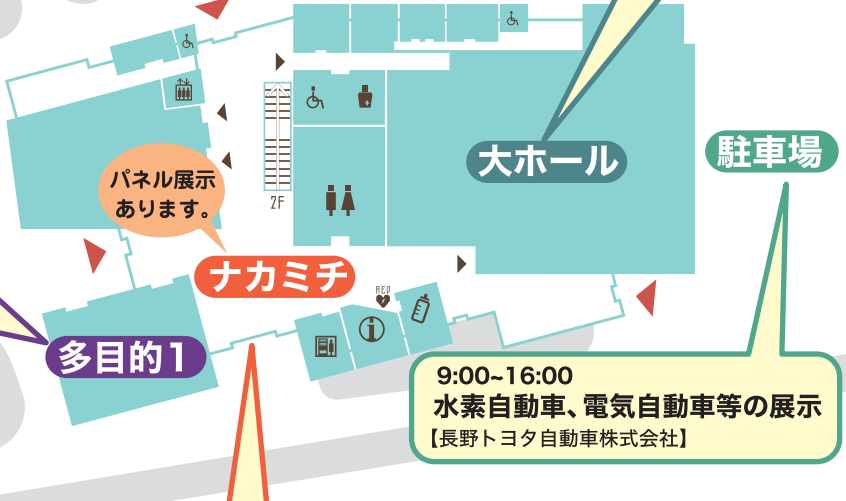 大ホール
駐車場
パネル展示
あります。
2F
ナカミチ
AED
多目的1
9:00~16:00
水素自動車、電気自動車等の展示
【長野トヨタ自動車株式会社】